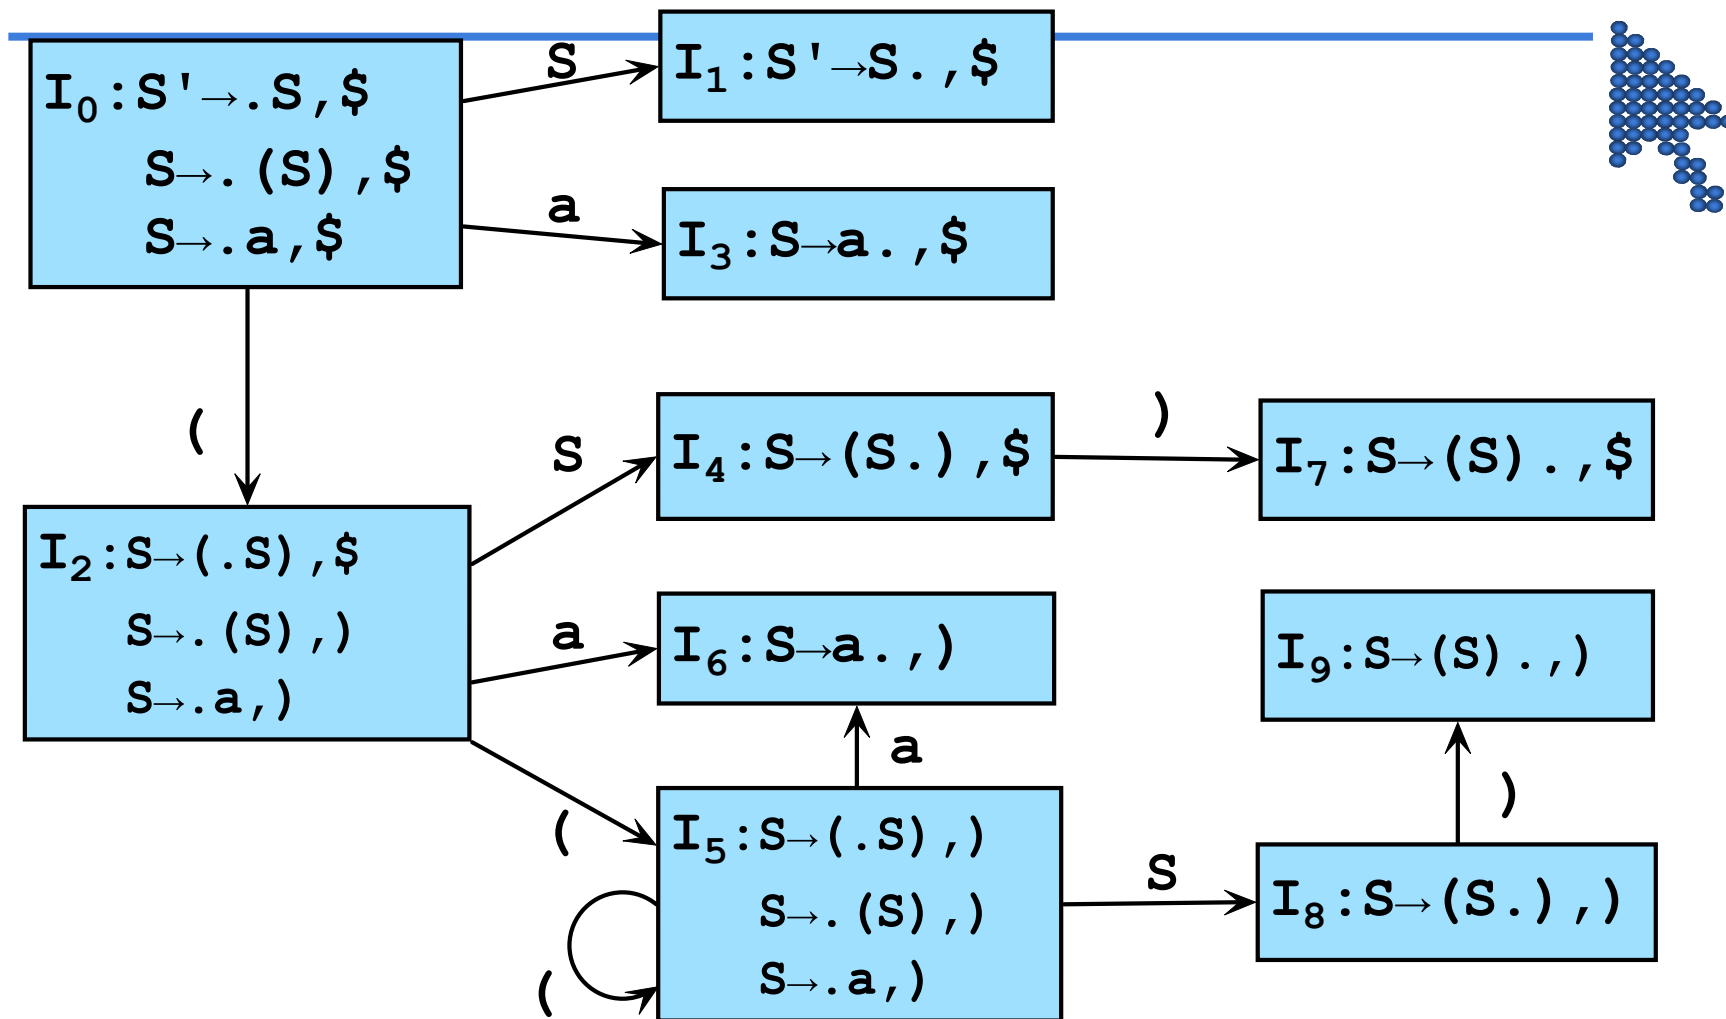 I0:S'→.S,$
S→.(S),$
S→.a,$
S
I1:S'→S.,$
a
I3:S→a.,$
(
I2:S→(.S),$
S→.(S),)
S→.a,)
S
I4:S→(S.),$
)
I7:S→(S).,$
a
I6:S→a.,)
a
(
I5:S→(.S),)
S→.(S),)
S→.a,)
(
S
I8:S→(S.),)
)
I9:S→(S).,)